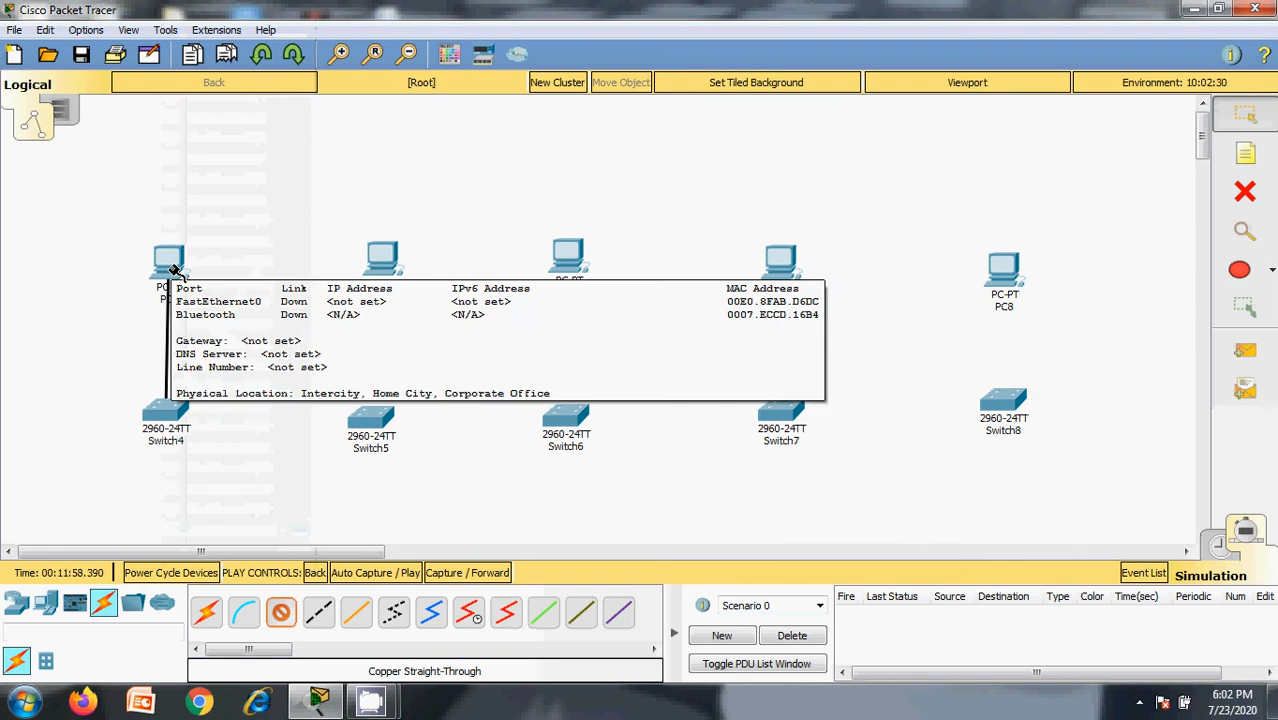 Cisco Packet Tracer
File Edit Options View Tools Extensions Help
Logical
Back [Root] New Cluster Move Object Set Tiled Background Viewport Environment: 10:02:30
PC-PT
PC8
Port Link IP Address IPv6 Address MAC Address
FastEthernet0 Down <not set> <not set> 00E0.8FAB.D6DC
Bluetooth Down <N/A> <N/A> 0007.ECCD.16B4
Gateway: <not set>
DNS Server: <not set>
Line Number: <not set>
Physical Location: Intercity, Home City, Corporate Office
2960-24TT
Switch4
2960-24TT
Switch5
2960-24TT
Switch6
2960-24TT
Switch7
2960-24TT
Switch8
Time: 00:11:58.390 Power Cycle Devices PLAY CONTROLS: Back Auto Capture / Play Capture / Forward Event List Simulation
Scenario 0
New Delete
Toggle PDU List Window
Fire Last Status Source Destination Type Color Time(sec) Periodic Num Edit
Copper Straight-Through
6:02 PM
7/23/2020